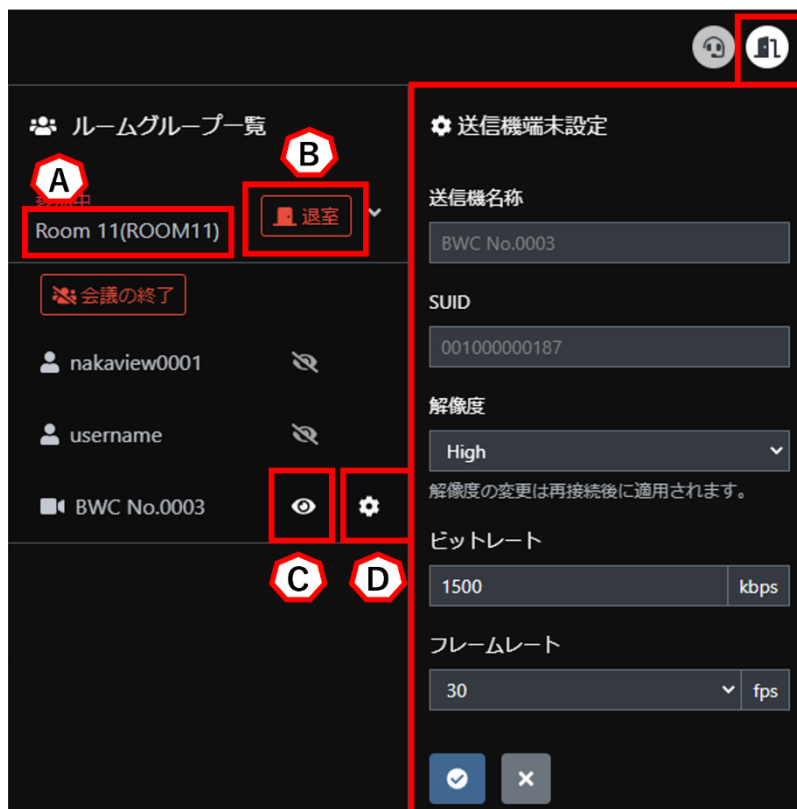 ルームグループ一覧
A
B
参加中
Room 11(ROOM11)
退室
会議の終了
nakaview0001
username
BWC No.0003
C
D
送信機端末設定
送信機名称
BWC No.0003
SUID
001000000187
解像度
High
解像度の変更は再接続後に適用されます。
ビットレート
1500
kbps
フレームレート
30
fps